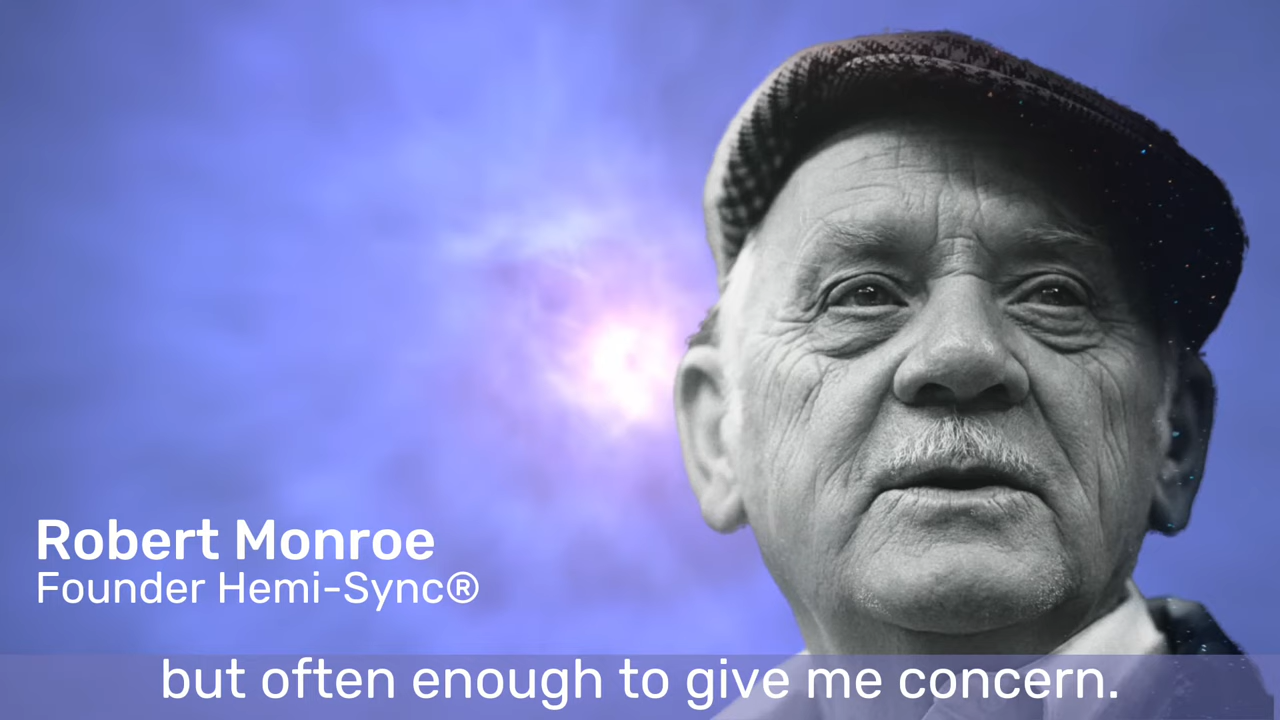 Robert Monroe
Founder Hemi-Sync®
but often enough to give me concern.